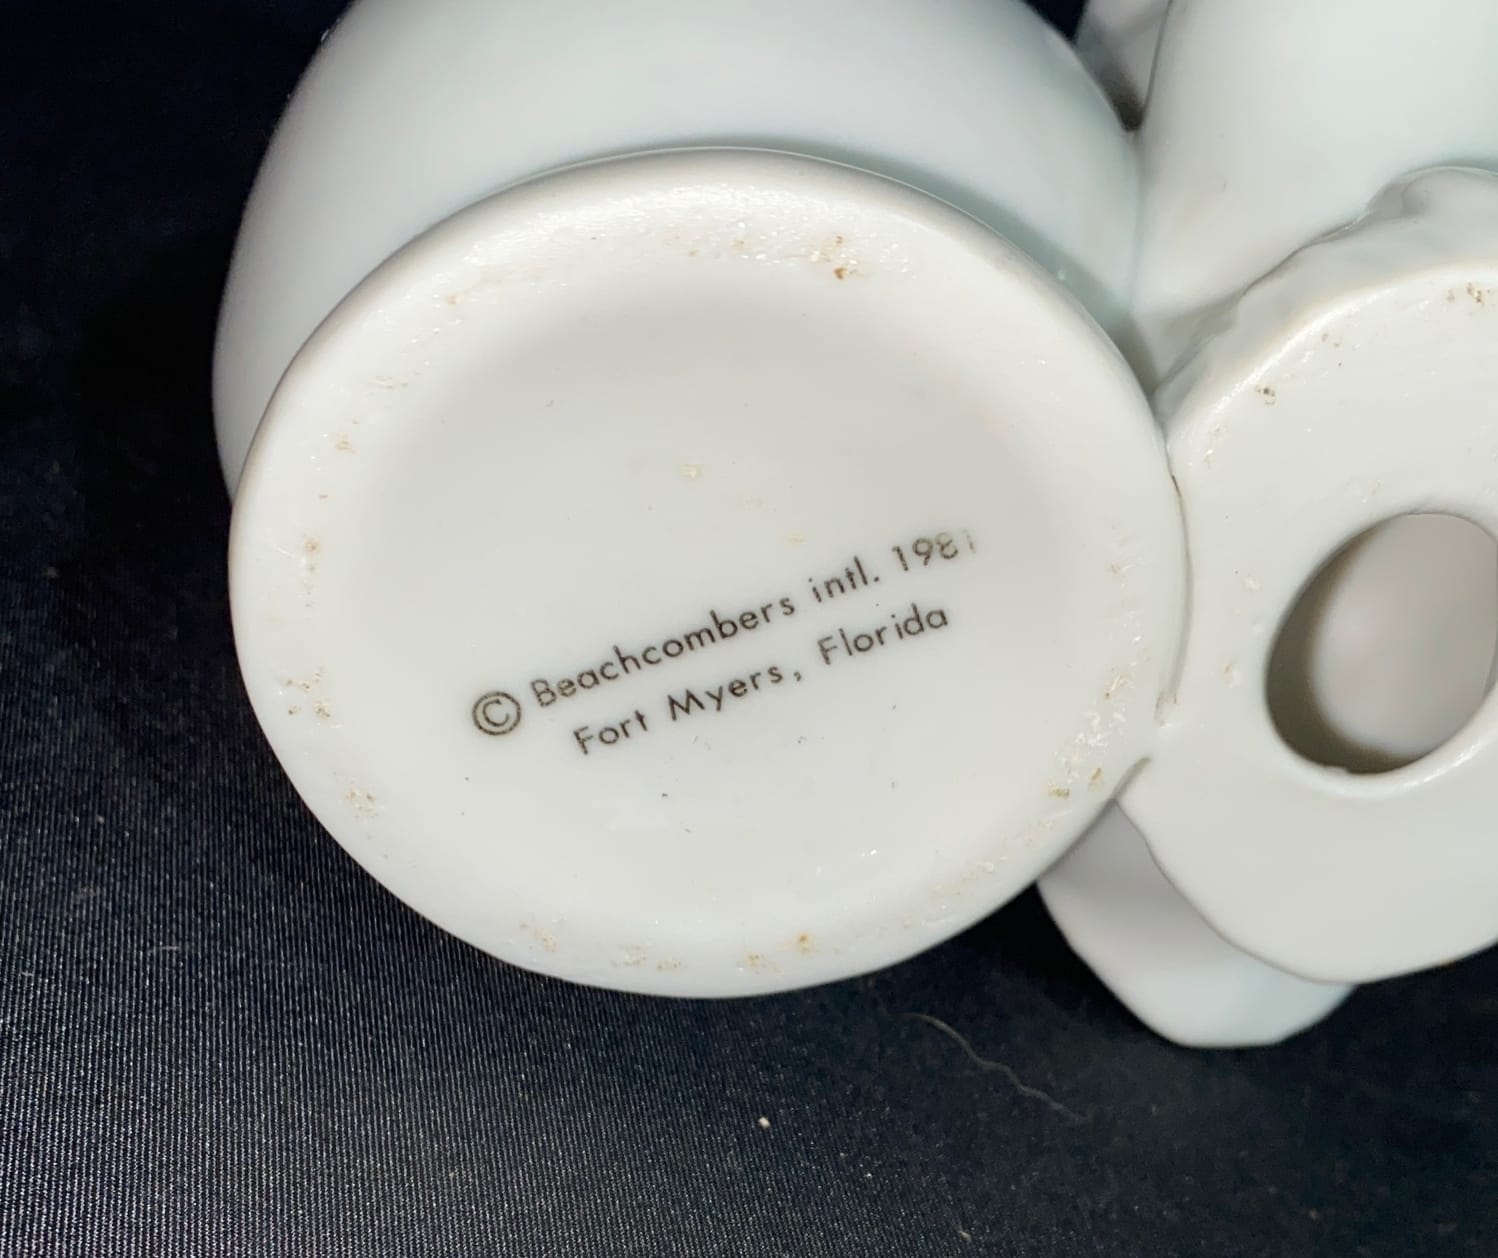 © Beachcombers intl. 1981
Fort Myers, Florida